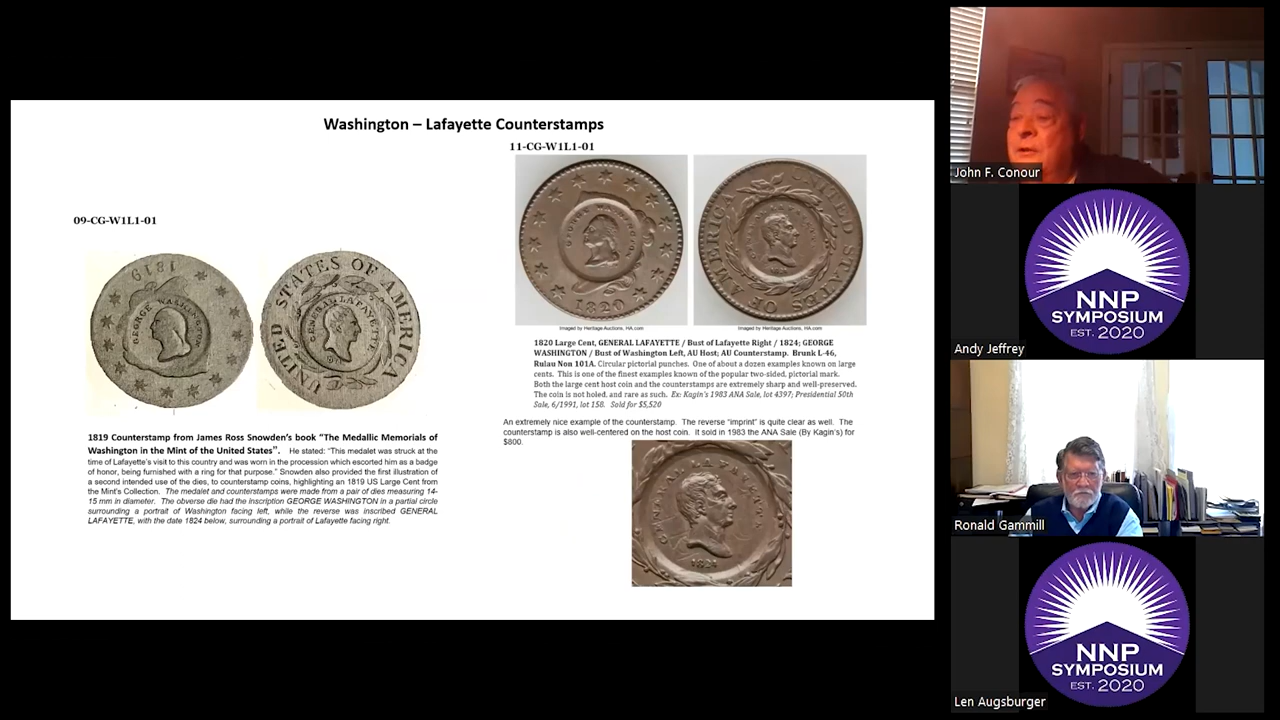 Washington – Lafayette Counterstamps
09-CG-W1L1-01
1819
GEORGE WASHINGTON
UNITED STATES OF AMERICA
GENERAL LAFAYETTE
1819 Counterstamp from James Ross Snowden's book "The Medallic Memorials of
Washington in the Mint of the United States". He stated: "This medalet was struck at the
time of Lafayette's visit to this country and was worn in the procession which escorted him as a badge
of honor, being furnished with a ring for that purpose." Snowden also provided the first illustration of
a second intended use of the dies, to counterstamp coins, highlighting an 1819 US Large Cent from
the Mint's Collection. The medalet and counterstamps were made from a pair of dies measuring 14-
15 mm in diameter. The obverse die had the inscription GEORGE WASHINGTON in a partial circle
surrounding a portrait of Washington facing left, while the reverse was inscribed GENERAL
LAFAYETTE, with the date 1824 below, surrounding a portrait of Lafayette facing right.
11-CG-W1L1-01
GEORGE WASHINGTON
1820
UNITED STATES OF AMERICA
Imaged by Heritage Auctions, HA.com
Imaged by Heritage Auctions, HA.com
1820 Large Cent, GENERAL LAFAYETTE / Bust of Lafayette Right / 1824; GEORGE
WASHINGTON / Bust of Washington Left, AU Host; AU Counterstamp. Brunk L-46,
Rulau Non 101A. Circular pictorial punches. One of about a dozen examples known on large
cents. This is one of the finest examples known of the popular two-sided, pictorial mark.
Both the large cent host coin and the counterstamps are extremely sharp and well-preserved.
The coin is not holed, and rare as such. Ex: Kagin's 1983 ANA Sale, lot 4397; Presidential 50th
Sale, 6/1991, lot 158. Sold for $5,520
An extremely nice example of the counterstamp. The reverse "imprint" is quite clear as well. The
counterstamp is also well-centered on the host coin. It sold in 1983 the ANA Sale (By Kagin's) for
$800.
1824
John F. Conour
NNP
SYMPOSIUM
EST. 2020
Andy Jeffrey
Ronald Gammill
NNP
SYMPOSIUM
EST. 2020
Len Augsburger